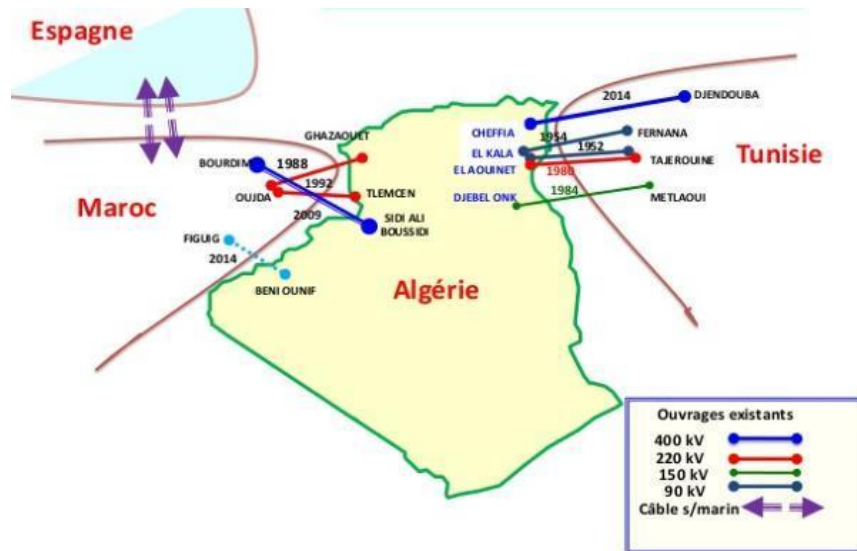 Espagne
2014
DJENDOUBA
CHEFFIA
1954
FERNANA
GHAZAOUET
EL KALA
1952
BOURDIM
1988
EL AOUINET
TAJEROUINE
Tunisie
1992
1980
OUJDA
TLEMCEN
DJEBEL ONK
1984
METLAOUI
Maroc
2009
SIDI ALI
BOUSSIDI
FIGUIG
2014
BENI OUNIF
Algérie
Ouvrages existants
400 kV
220 kV
150 kV
90 kV
Câble s/marin